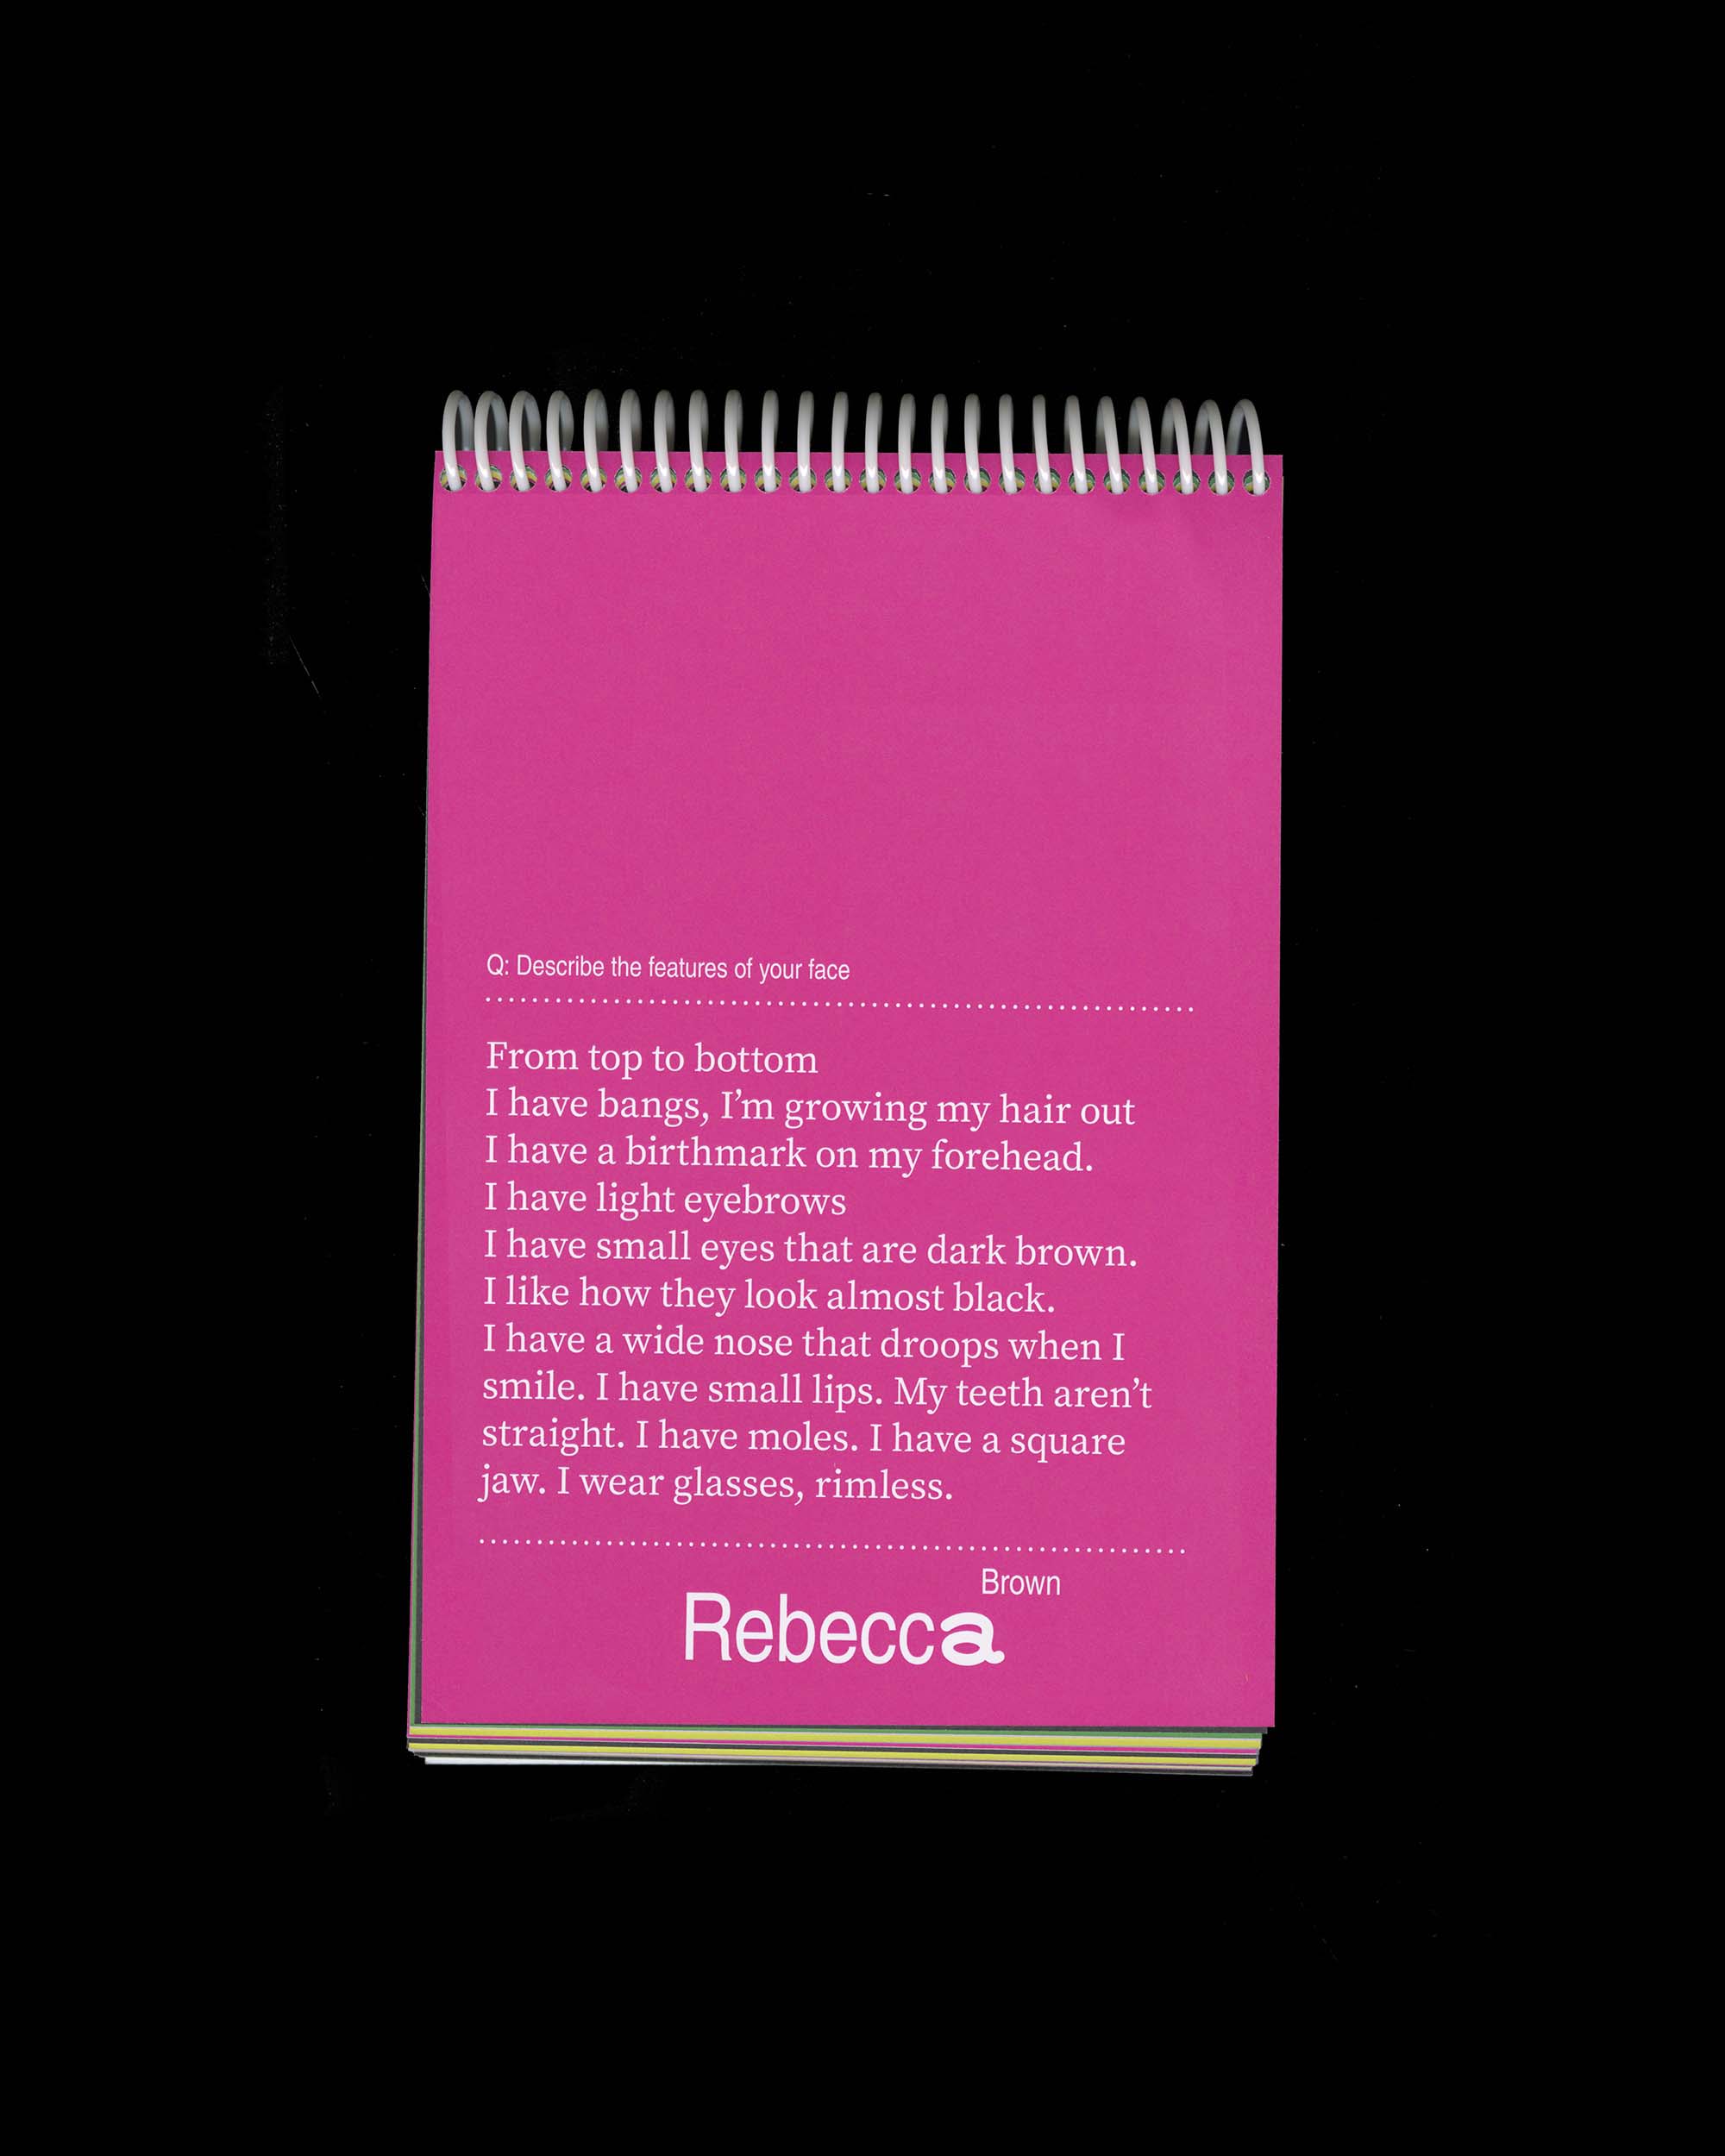 Q: Describe the features of your face
From top to bottom
I have bangs, I’m growing my hair out
I have a birthmark on my forehead.
I have light eyebrows
I have small eyes that are dark brown.
I like how they look almost black.
I have a wide nose that droops when I
smile. I have small lips. My teeth aren’t
straight. I have moles. I have a square
jaw. I wear glasses, rimless.
Brown
Rebecca